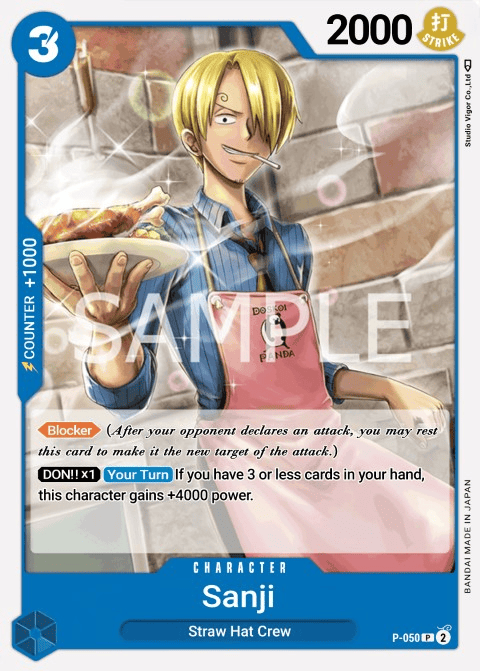 3
2000
打
STRIKE
Studio Vigor Co.,Ltd
COUNTER +1000
DOSKOI
PANDA
SAMPLE
Blocker (After your opponent declares an attack, you may rest
this card to make it the new target of the attack.)
DON!!×1 Your Turn If you have 3 or less cards in your hand,
this character gains +4000 power.
BANDAI MADE IN JAPAN
CHARACTER
Sanji
Straw Hat Crew
P-050 P 2